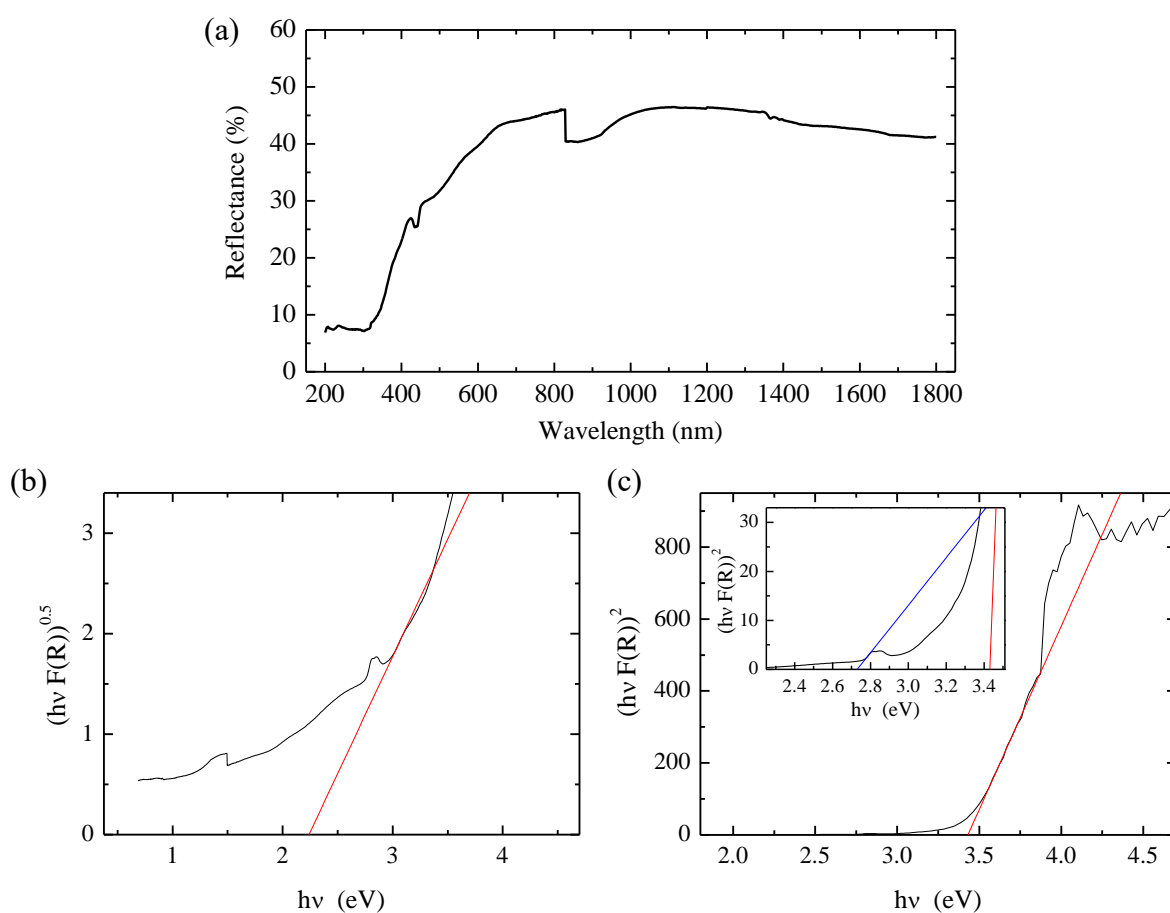 (a)
60
50
40
30
20
10
0
Reflectance (%)
200 400 600 800 1000 1200 1400 1600 1800
Wavelength (nm)
(b)
3
2
1
0
(hν F(R))^0.5
1 2 3 4
hν (eV)
(c)
800
600
400
200
0
(hν F(R))^2
2.0 2.5 3.0 3.5 4.0 4.5
hν (eV)
30
20
10
0
(hν F(R))^2
2.4 2.6 2.8 3.0 3.2 3.4
hν (eV)